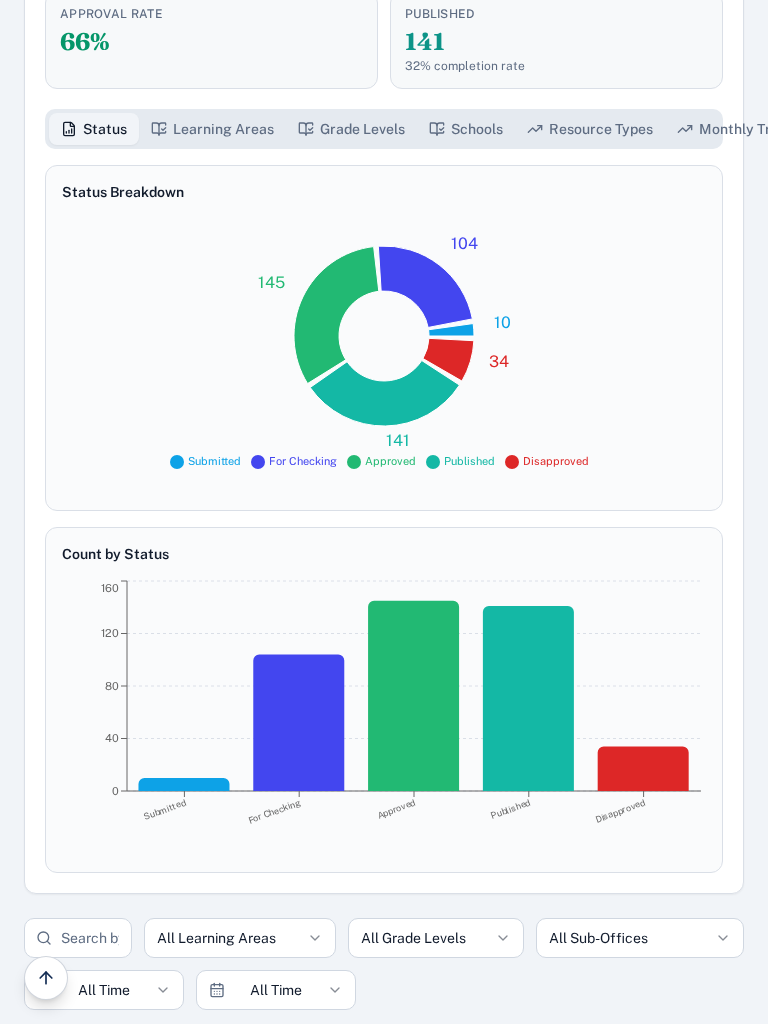 APPROVAL RATE
66%
PUBLISHED
141
32% completion rate
Status Learning Areas Grade Levels Schools Resource Types Monthly Tr
Status Breakdown
104
145
10
34
141
Submitted For Checking Approved Published Disapproved
Count by Status
160
120
80
40
0
Submitted For Checking Approved Published Disapproved
Search b All Learning Areas All Grade Levels All Sub-Offices
All Time All Time